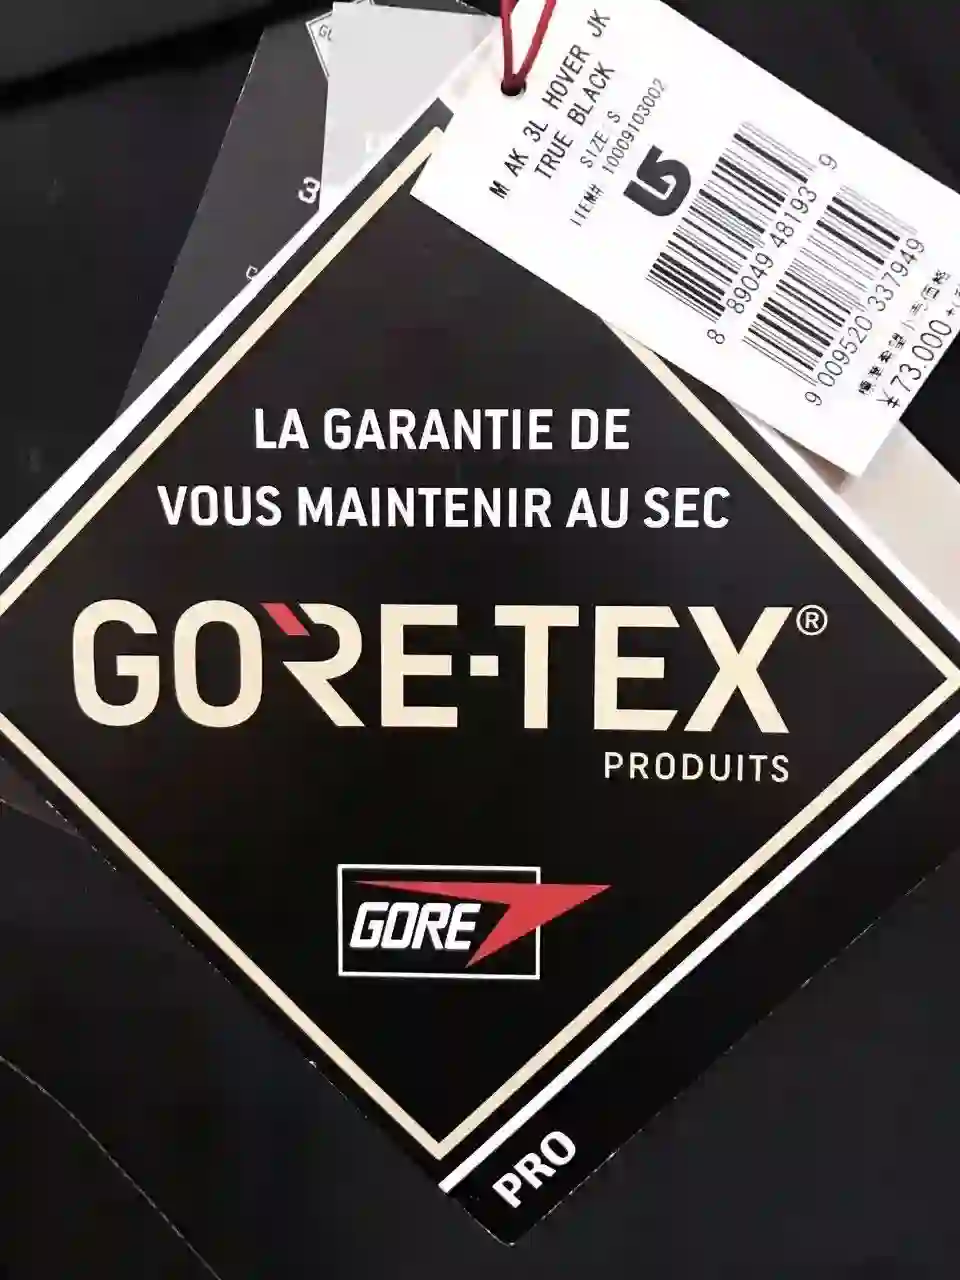 M AK 3L HOVER JK
TRUE BLACK
SIZE S
ITEM# 10009103002
8 89049 48193 9
9 009520 337949
¥73,000
LA GARANTIE DE
VOUS MAINTENIR AU SEC
GORE-TEX®
PRODUITS
GORE
PRO